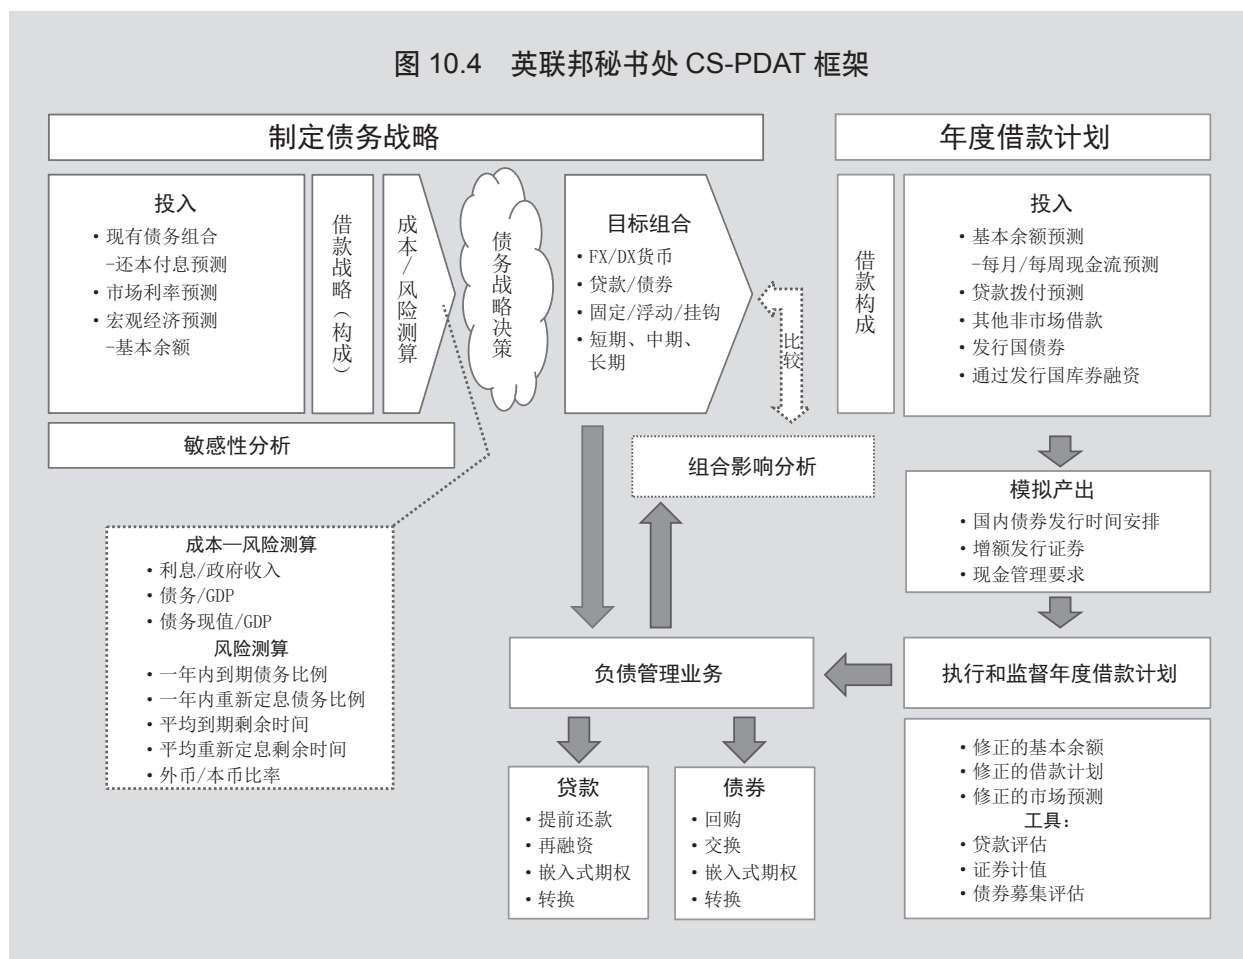 图 10.4 英联邦秘书处 CS-PDAT 框架
制定债务战略
投入
• 现有债务组合
–还本付息预测
• 市场利率预测
• 宏观经济预测
–基本余额
借款战略（构成）
成本/风险测算
债务战略决策
目标组合
• FX/DX货币
• 贷款/债券
• 固定/浮动/挂钩
• 短期、中期、
长期
比较
敏感性分析
组合影响分析
成本—风险测算
• 利息/政府收入
• 债务/GDP
• 债务现值/GDP
风险测算
• 一年内到期债务比例
• 一年内重新定息债务比例
• 平均到期剩余时间
• 平均重新定息剩余时间
• 外币/本币比率
年度借款计划
借款构成
投入
• 基本余额预测
–每月/每周现金流预测
• 贷款拨付预测
• 其他非市场借款
• 发行国债券
• 通过发行国库券融资
模拟产出
• 国内债券发行时间安排
• 增额发行证券
• 现金管理要求
执行和监督年度借款计划
• 修正的基本余额
• 修正的借款计划
• 修正的市场预测
工具：
• 贷款评估
• 证券计值
• 债券募集评估
负债管理业务
贷款
• 提前还款
• 再融资
• 嵌入式期权
• 转换
债券
• 回购
• 交换
• 嵌入式期权
• 转换